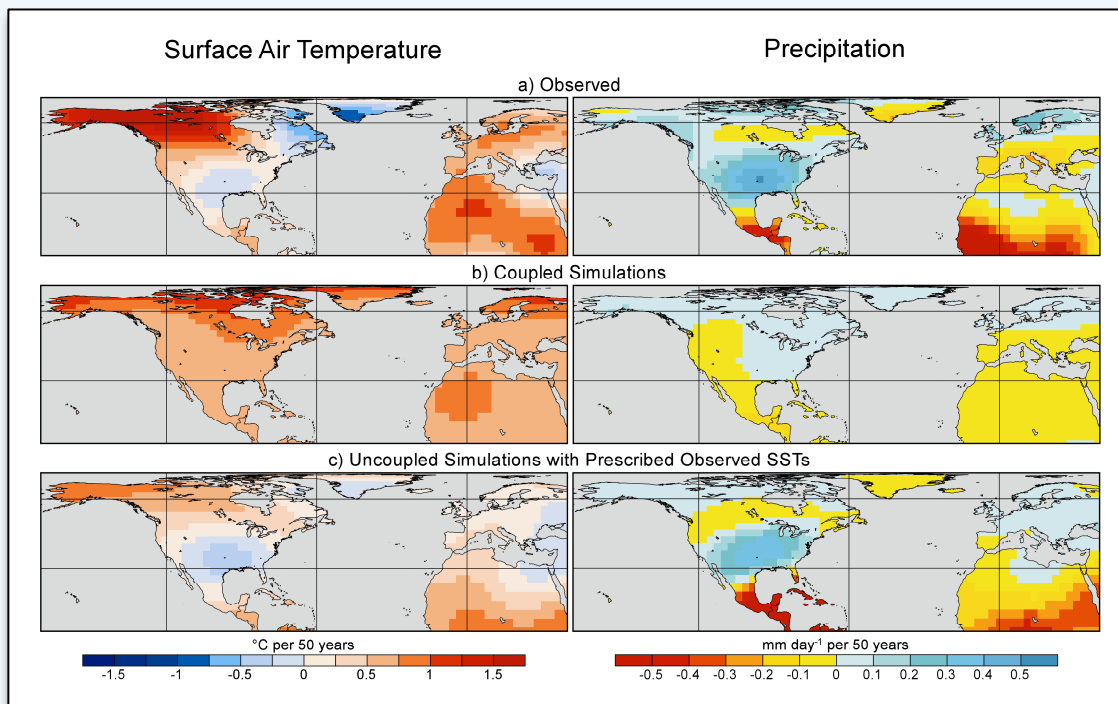 Surface Air Temperature
Precipitation
a) Observed
b) Coupled Simulations
c) Uncoupled Simulations with Prescribed Observed SSTs
°C per 50 years
-1.5 -1 -0.5 0 0.5 1 1.5
mm day⁻¹ per 50 years
-0.5 -0.4 -0.3 -0.2 -0.1 0 0.1 0.2 0.3 0.4 0.5